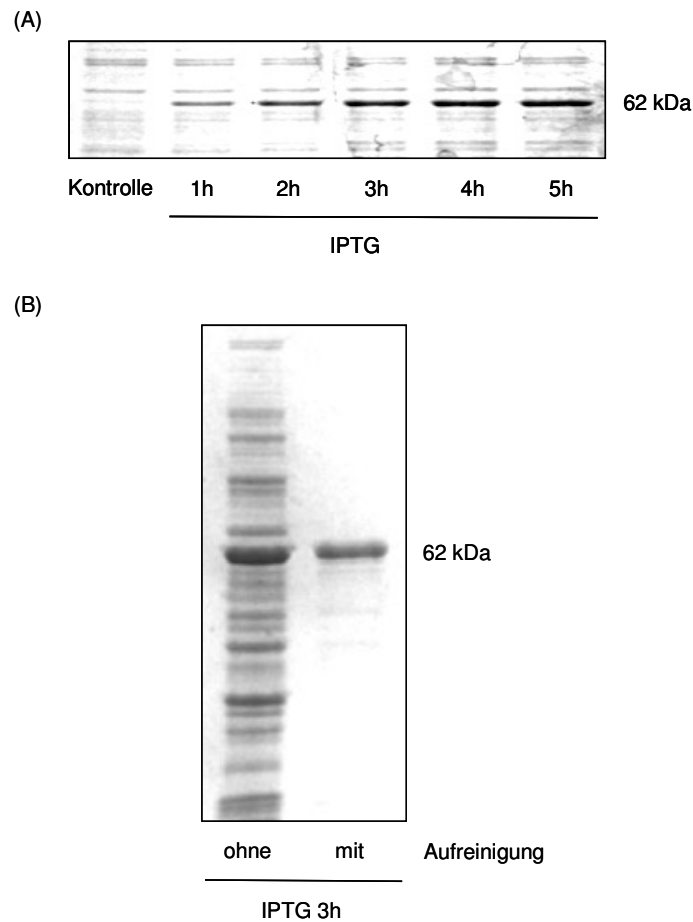 (A)
62 kDa
Kontrolle 1h 2h 3h 4h 5h
IPTG
(B)
62 kDa
ohne mit Aufreinigung
IPTG 3h